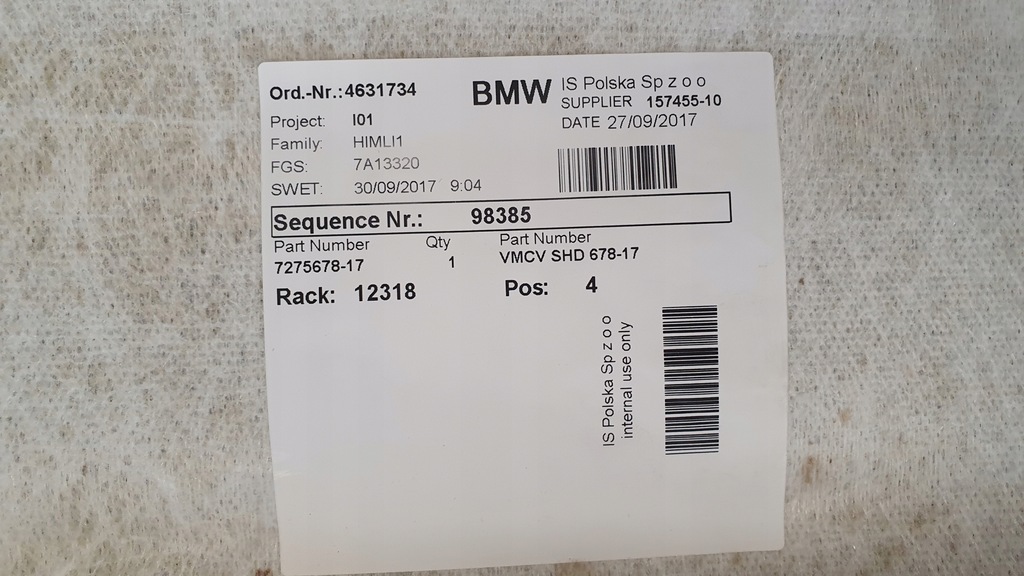 Ord.-Nr.:4631734
BMW
IS Polska Sp z o o
SUPPLIER 157455-10
DATE 27/09/2017
Project: I01
Family: HIMLI1
FGS: 7A13320
SWET: 30/09/2017 9:04
Sequence Nr.: 98385
Part Number Qty Part Number
7275678-17 1 VMCV SHD 678-17
Rack: 12318 Pos: 4
IS Polska Sp z o o
internal use only